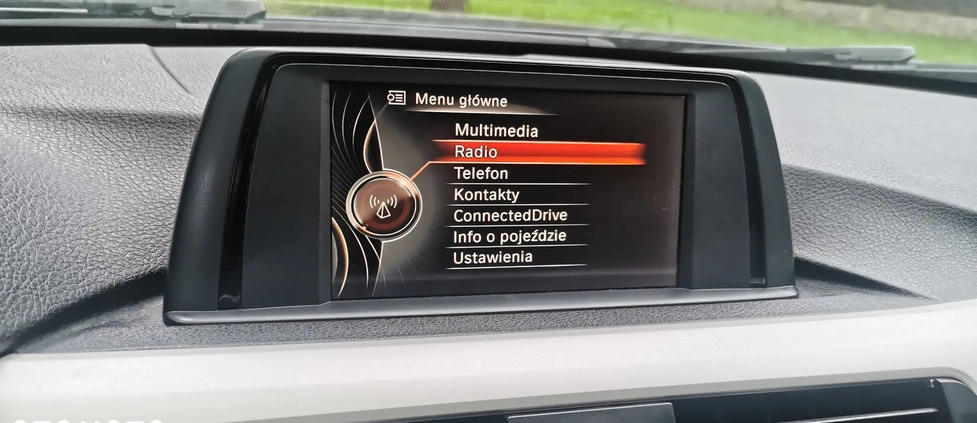 Menu główne
Multimedia
Radio
Telefon
Kontakty
ConnectedDrive
Info o pojeździe
Ustawienia